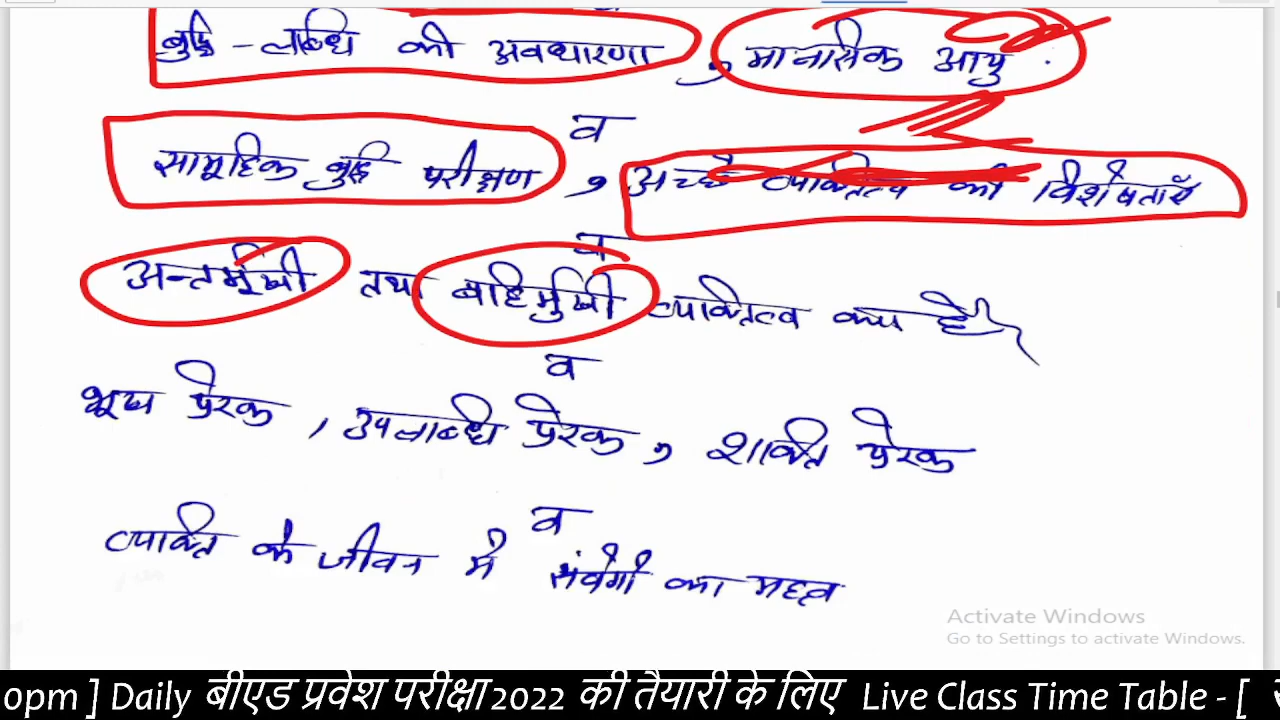 बुद्धि - लब्धि की अवधारणा , मानसिक आयु .
व
सामूहिक बुद्धि परीक्षण , अच्छे व्यक्तित्व की विशेषताएँ
व
अन्तर्मुखी तथा बहिर्मुखी व्यक्तित्व क्या है
व
भूख प्रेरक , उपलब्धि प्रेरक , शक्ति प्रेरक
व
व्यक्ति के जीवन में संवेगों का महत्व
Activate Windows
Go to Settings to activate Windows.
opm ] Daily बीएड प्रवेश परीक्षा 2022 की तैयारी के लिए Live Class Time Table - [